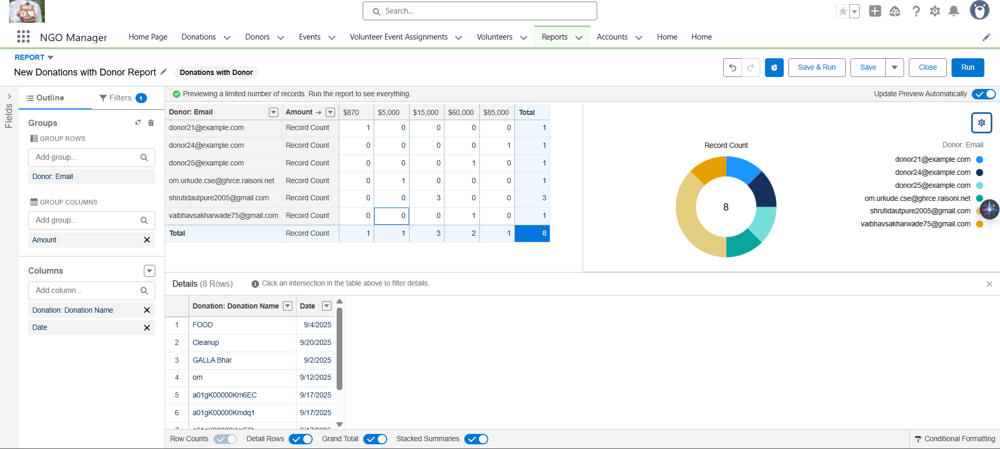 NGO
Search...
NGO Manager
Home Page
Donations
Donors
Events
Volunteer Event Assignments
Volunteers
Reports
Accounts
Home
Home
REPORT
New Donations with Donor Report
Donations with Donor
Save & Run
Save
Close
Run
Fields
Outline
Filters
1
Previewing a limited number of records. Run the report to see everything.
Update Preview Automatically
Groups
GROUP ROWS
Add group...
Donor: Email
GROUP COLUMNS
Add group...
Amount
Columns
Add column...
Donation: Donation Name
Date
Donor: Email Amount → $870 $5,000 $15,000 $60,000 $85,000 Total
donor21@example.com Record Count 1 0 0 0 0 1
donor24@example.com Record Count 0 0 0 0 1 1
donor25@example.com Record Count 0 0 0 1 0 1
om.urkude.cse@ghrce.raisoni.net Record Count 0 1 0 0 0 1
shrutidautpure2005@gmail.com Record Count 0 0 3 0 0 3
vaibhavsakharwade75@gmail.com Record Count 0 0 0 1 0 1
Total Record Count 1 1 3 2 1 8
Record Count
8
Donor: Email
donor21@example.com
donor24@example.com
donor25@example.com
om.urkude.cse@ghrce.raisoni.net
shrutidautpure2005@gmail.com
vaibhavsakharwade75@gmail.com
Details (8 Rows)
Click an intersection in the table above to filter details.
Donation: Donation Name Date
1 FOOD 9/4/2025
2 Cleanup 9/20/2025
3 GALLA Bhar 9/2/2025
4 om 9/12/2025
5 a01gK00000Km6EC 9/17/2025
6 a01gK00000Kmdq1 9/17/2025
Row Counts
Detail Rows
Grand Total
Stacked Summaries
Conditional Formatting